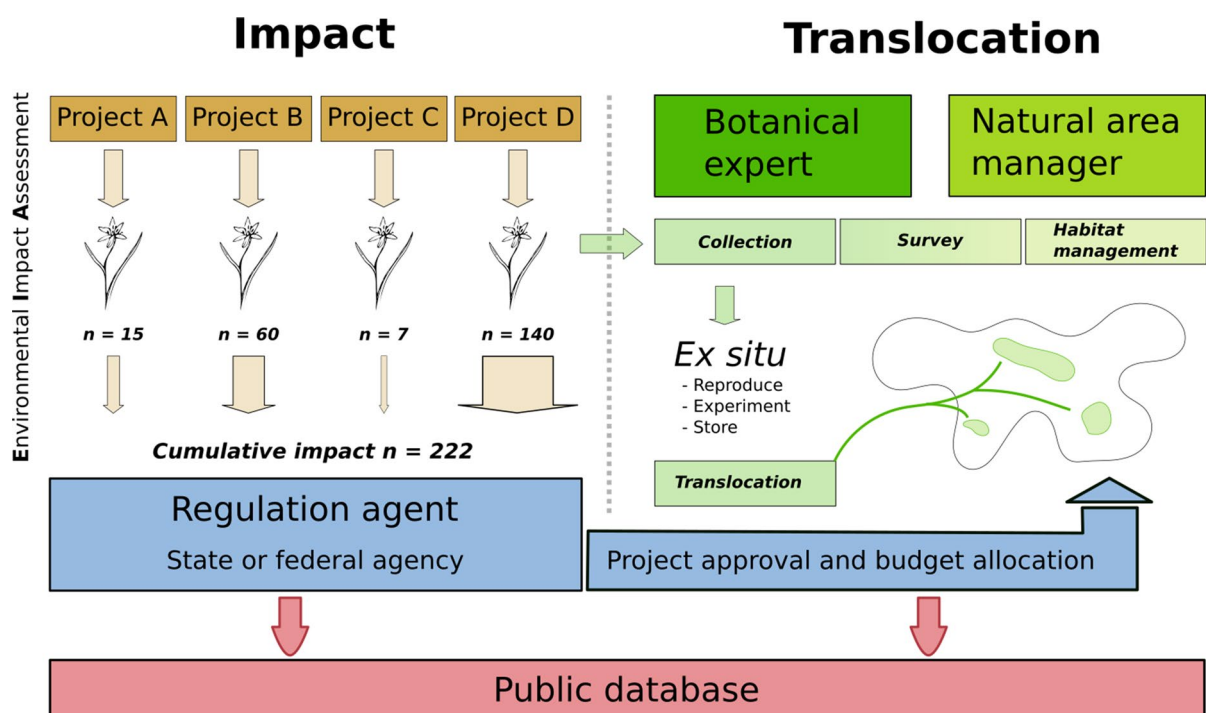 Impact
Translocation
Environmental Impact Assessment
Project A
Project B
Project C
Project D
n = 15
n = 60
n = 7
n = 140
Cumulative impact n = 222
Regulation agent
State or federal agency
Botanical
expert
Natural area
manager
Collection
Survey
Habitat
management
Ex situ
- Reproduce
- Experiment
- Store
Translocation
Project approval and budget allocation
Public database